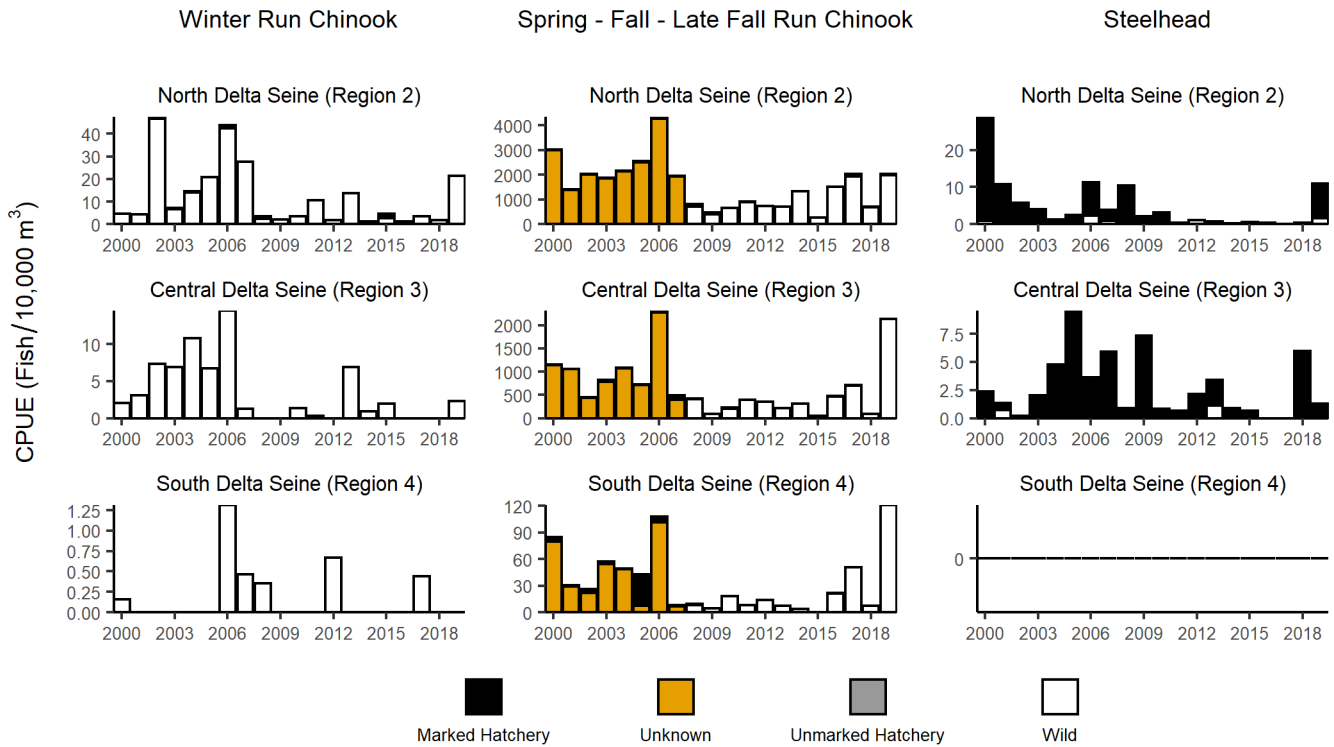 Winter Run Chinook
Spring - Fall - Late Fall Run Chinook
Steelhead
CPUE (Fish/10,000 m³)
North Delta Seine (Region 2)
40
30
20
10
0
2000 2003 2006 2009 2012 2015 2018
North Delta Seine (Region 2)
4000
3000
2000
1000
0
2000 2003 2006 2009 2012 2015 2018
North Delta Seine (Region 2)
20
10
0
2000 2003 2006 2009 2012 2015 2018
Central Delta Seine (Region 3)
10
5
0
2000 2003 2006 2009 2012 2015 2018
Central Delta Seine (Region 3)
2000
1500
1000
500
0
2000 2003 2006 2009 2012 2015 2018
Central Delta Seine (Region 3)
7.5
5.0
2.5
0.0
2000 2003 2006 2009 2012 2015 2018
South Delta Seine (Region 4)
1.25
1.00
0.75
0.50
0.25
0.00
2000 2003 2006 2009 2012 2015 2018
South Delta Seine (Region 4)
120
90
60
30
0
2000 2003 2006 2009 2012 2015 2018
South Delta Seine (Region 4)
0
2000 2003 2006 2009 2012 2015 2018
Marked Hatchery
Unknown
Unmarked Hatchery
Wild